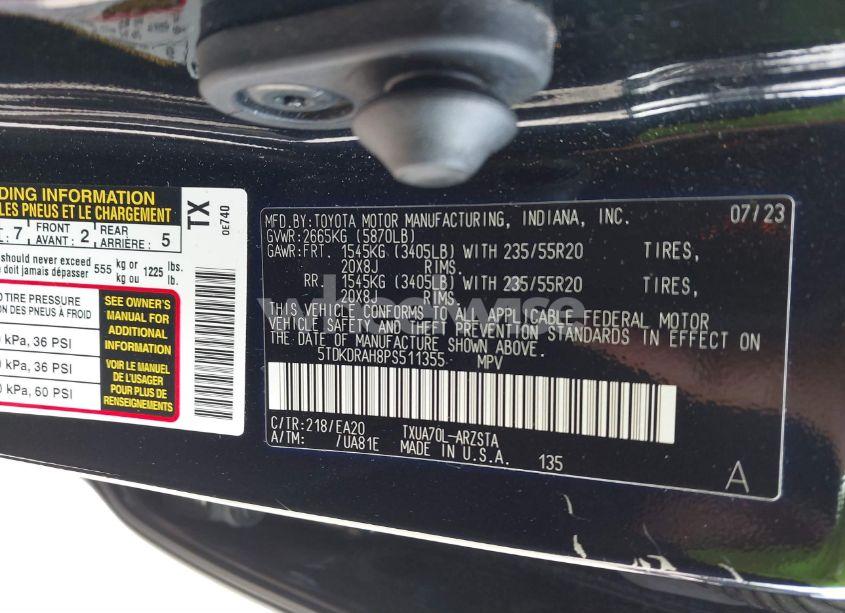 DING INFORMATION
LES PNEUS ET LE CHARGEMENT
7 FRONT AVANT : 2 REAR ARRIÈRE : 5
should never exceed 555 kg or 1225 lbs.
e doit jamais dépasser kg ou lb.
TIRE PRESSURE
ION DES PNEUS À FROID
kPa, 36 PSI
kPa, 36 PSI
kPa, 60 PSI
SEE OWNER'S
MANUAL FOR
ADDITIONAL
INFORMATION
VOIR LE MANUEL
DE L'USAGER
POUR PLUS DE
RENSEIGNEMENTS
TX
0E740
MFD. BY: TOYOTA MOTOR MANUFACTURING, INDIANA, INC. 07/23
GVWR: 2665KG (5870LB)
GAWR: FRT. 1545KG (3405LB) WITH 235/55R20 TIRES,
20X8J RIMS.
RR. 1545KG (3405LB) WITH 235/55R20 TIRES,
20X8J RIMS.
THIS VEHICLE CONFORMS TO ALL APPLICABLE FEDERAL MOTOR
VEHICLE SAFETY AND THEFT PREVENTION STANDARDS IN EFFECT ON
THE DATE OF MANUFACTURE SHOWN ABOVE.
5TDKDRAH8PS511355 MPV
C/TR: 218/EA20 TXUA70L-ARZSTA
A/TM: /UA81E MADE IN U.S.A. 135
A